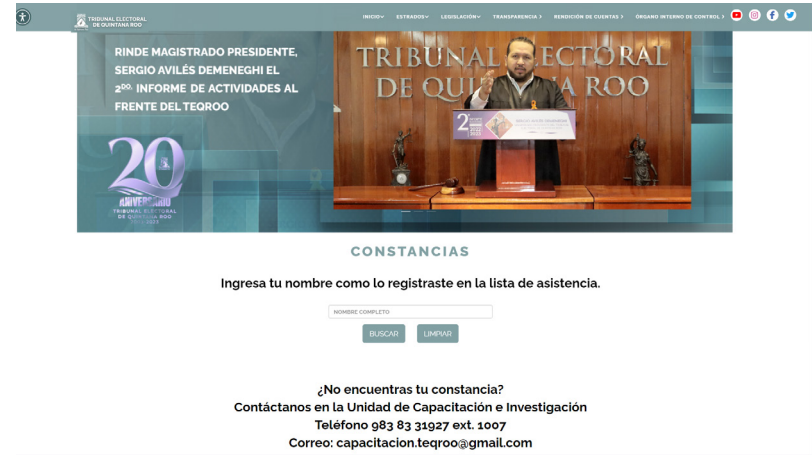 TRIBUNAL ELECTORAL
DE QUINTANA ROO
INICIO
ESTRADOS
LEGISLACIÓN
TRANSPARENCIA >
RENDICIÓN DE CUENTAS >
ÓRGANO INTERNO DE CONTROL >
RINDE MAGISTRADO PRESIDENTE,
SERGIO AVILÉS DEMENEGHI EL
2DO. INFORME DE ACTIVIDADES AL
FRENTE DEL TEQROO
20
ANIVERSARIO
TRIBUNAL ELECTORAL
DE QUINTANA ROO
TRIBUNAL ELECTORAL
DE QUINTANA ROO
CONSTANCIAS
Ingresa tu nombre como lo registraste en la lista de asistencia.
NOMBRE COMPLETO
BUSCAR
LIMPIAR
¿No encuentras tu constancia?
Contáctanos en la Unidad de Capacitación e Investigación
Teléfono 983 83 31927 ext. 1007
Correo: capacitacion.teqroo@gmail.com